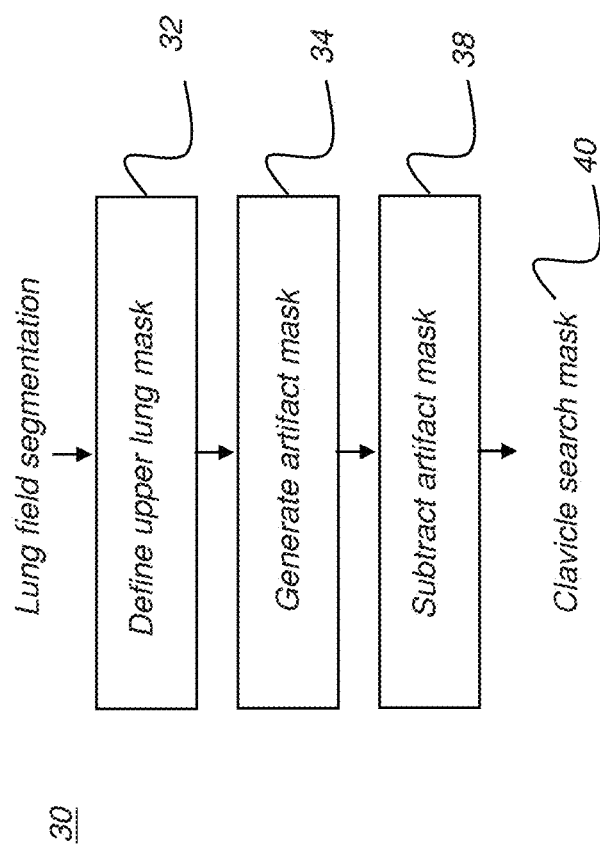 30
Lung field segmentation
Define upper lung mask
32
Generate artifact mask
34
Subtract artifact mask
38
Clavicle search mask
40